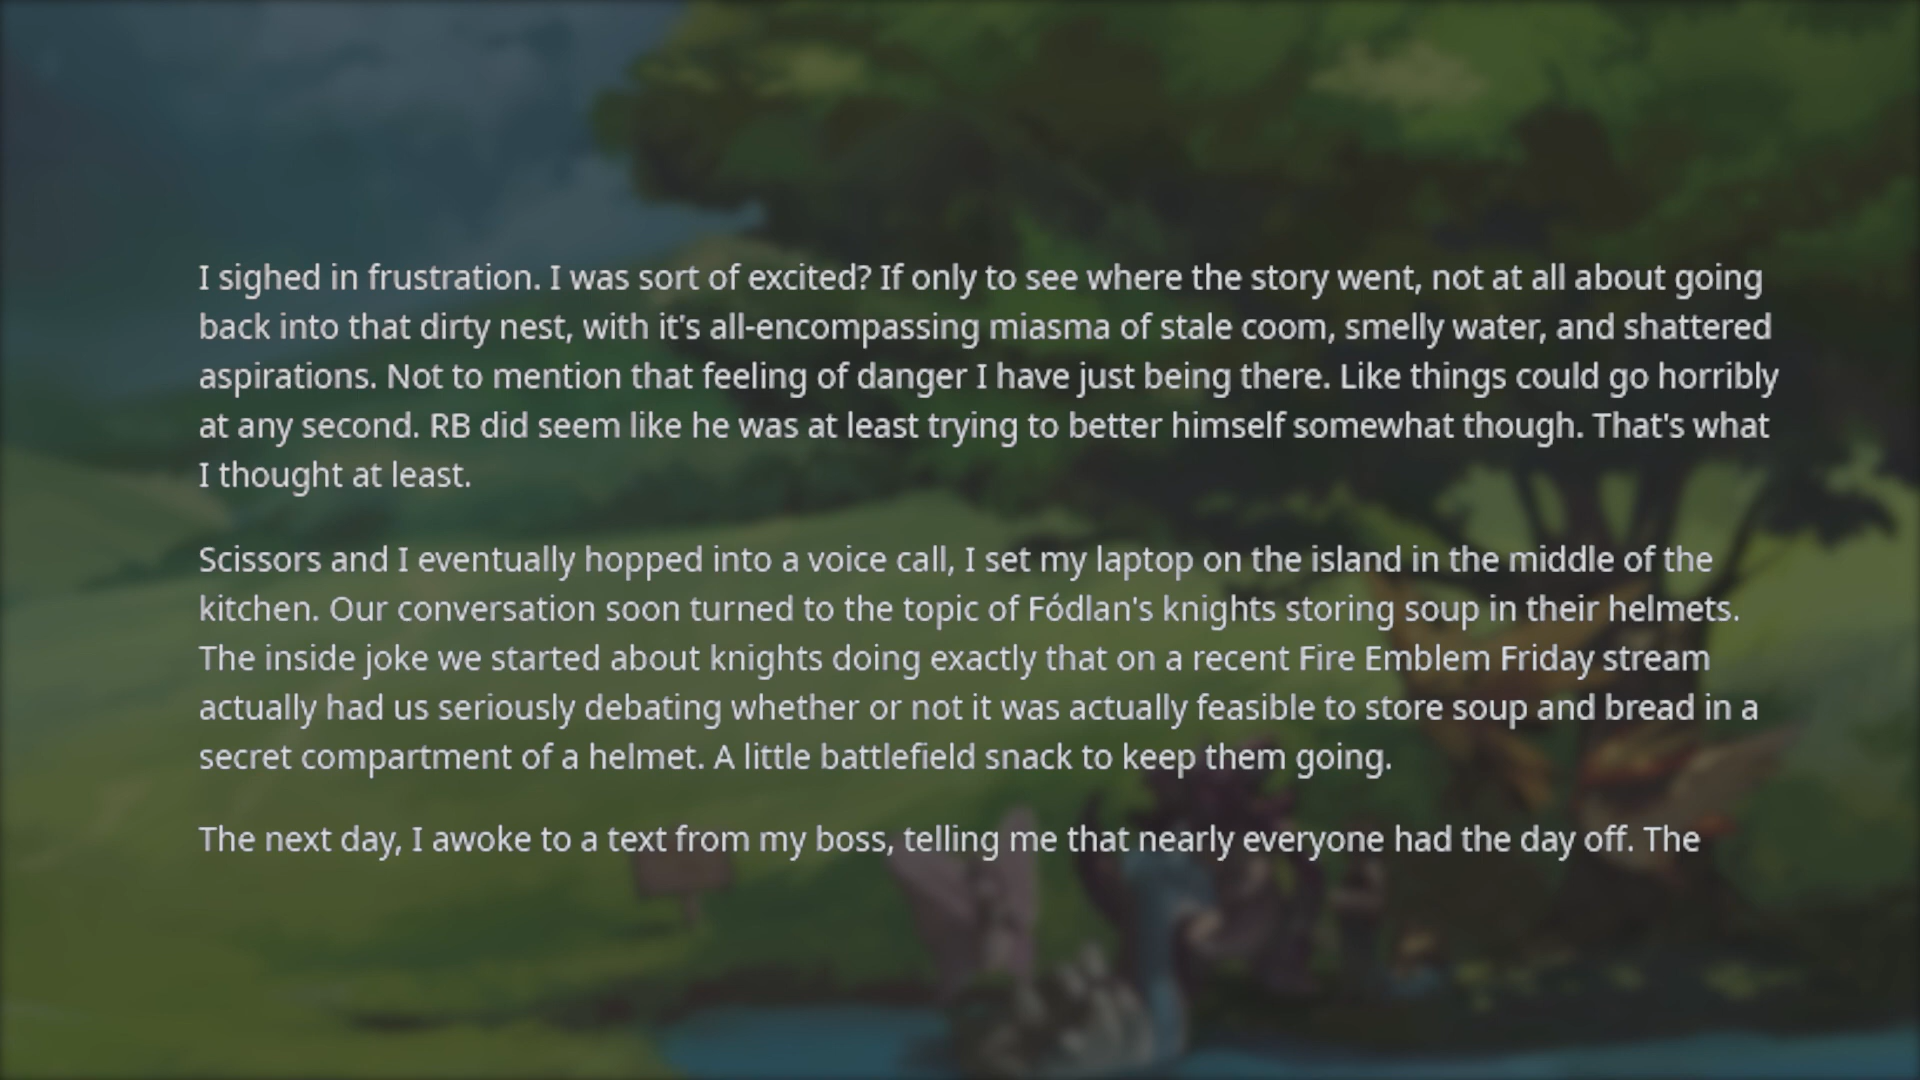 I sighed in frustration. I was sort of excited? If only to see where the story went, not at all about going
back into that dirty nest, with it's all-encompassing miasma of stale coom, smelly water, and shattered
aspirations. Not to mention that feeling of danger I have just being there. Like things could go horribly
at any second. RB did seem like he was at least trying to better himself somewhat though. That's what
I thought at least.
Scissors and I eventually hopped into a voice call, I set my laptop on the island in the middle of the
kitchen. Our conversation soon turned to the topic of Fódlan's knights storing soup in their helmets.
The inside joke we started about knights doing exactly that on a recent Fire Emblem Friday stream
actually had us seriously debating whether or not it was actually feasible to store soup and bread in a
secret compartment of a helmet. A little battlefield snack to keep them going.
The next day, I awoke to a text from my boss, telling me that nearly everyone had the day off. The